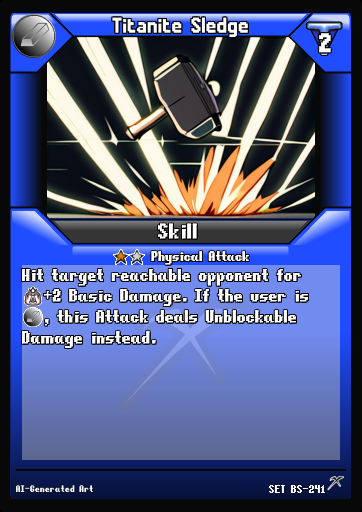 Titanite Sledge
2
Skill
Physical Attack
Hit target reachable opponent for
+2 Basic Damage. If the user is
, this Attack deals Unblockable
Damage instead.
AI-Generated Art
SET BS-241